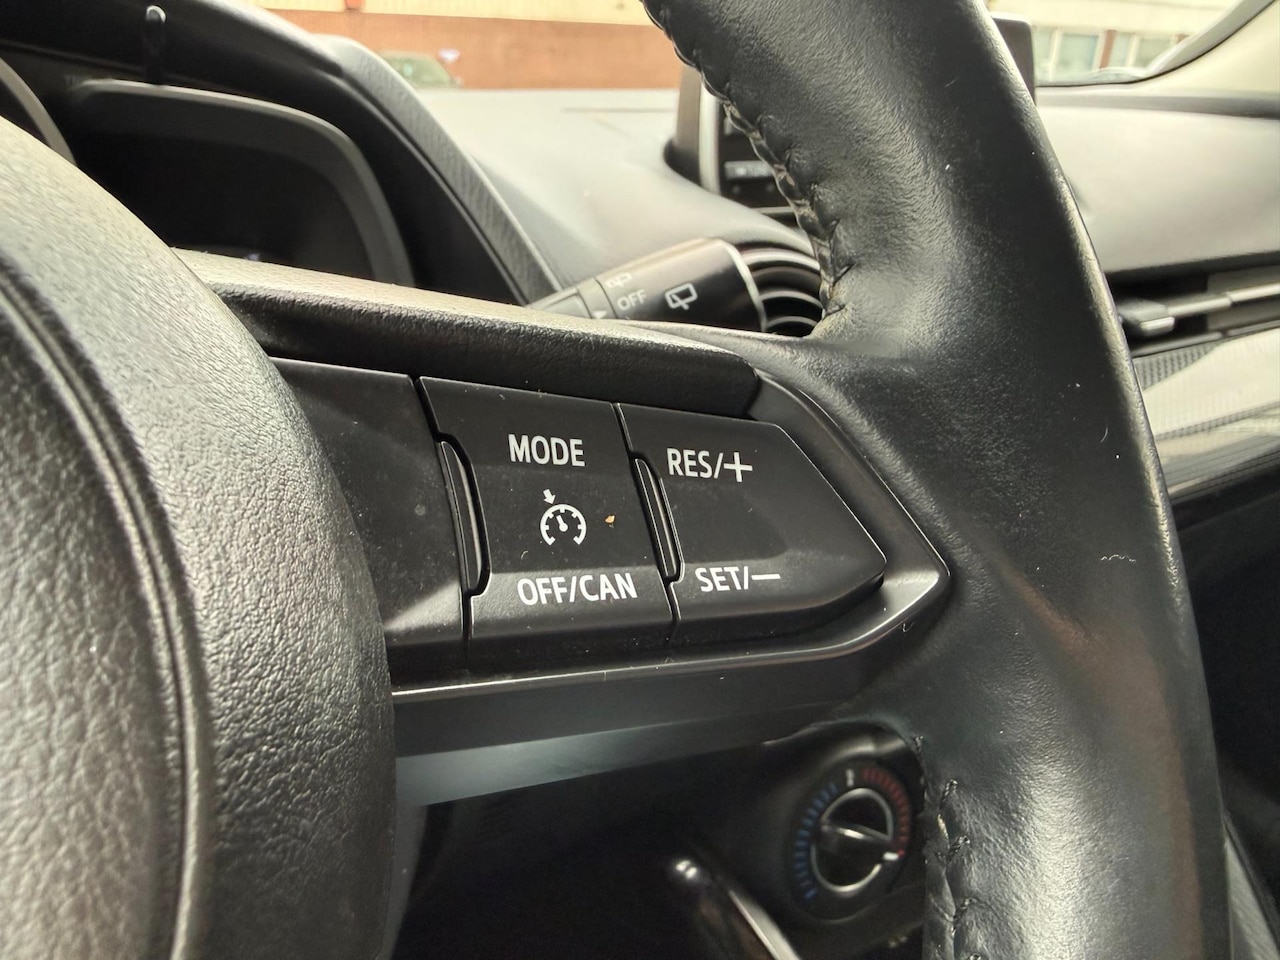 OFF
MODE
RES/+
OFF/CAN
SET/−